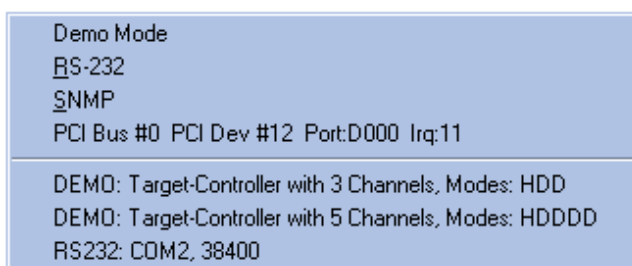 Demo Mode
RS-232
SNMP
PCI Bus #0 PCI Dev #12 Port:D000 Irq:11
DEMO: Target-Controller with 3 Channels, Modes: HDD
DEMO: Target-Controller with 5 Channels, Modes: HDDDD
RS232: COM2, 38400